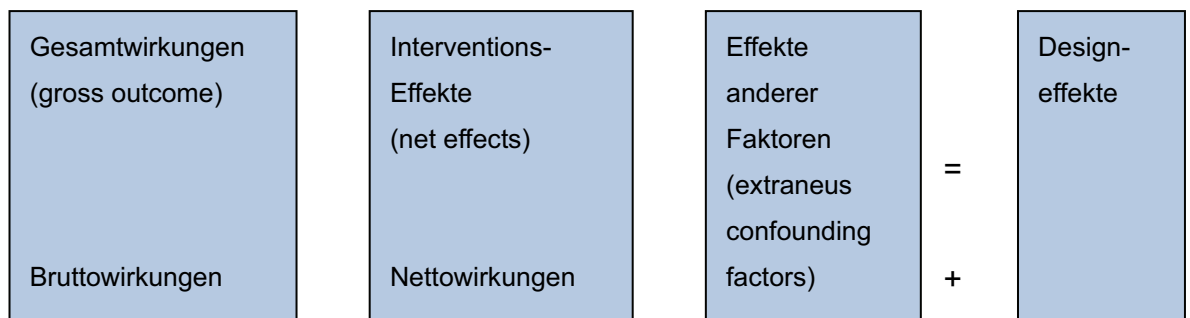 Gesamtwirkungen
(gross outcome)
Bruttowirkungen
Interventions-
Effekte
(net effects)
Nettowirkungen
Effekte
anderer
Faktoren
(extraneus
confounding
factors)
=
+
Design-
effekte